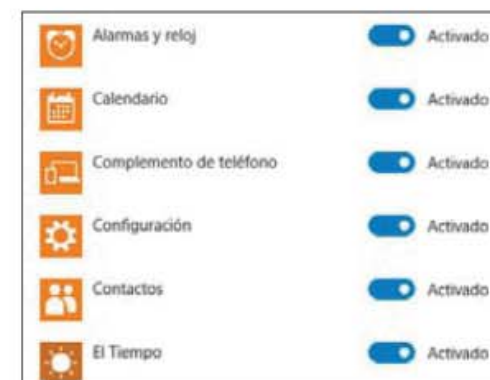 Alarmas y reloj Activado
Calendario Activado
Complemento de teléfono Activado
Configuración Activado
Contactos Activado
El Tiempo Activado